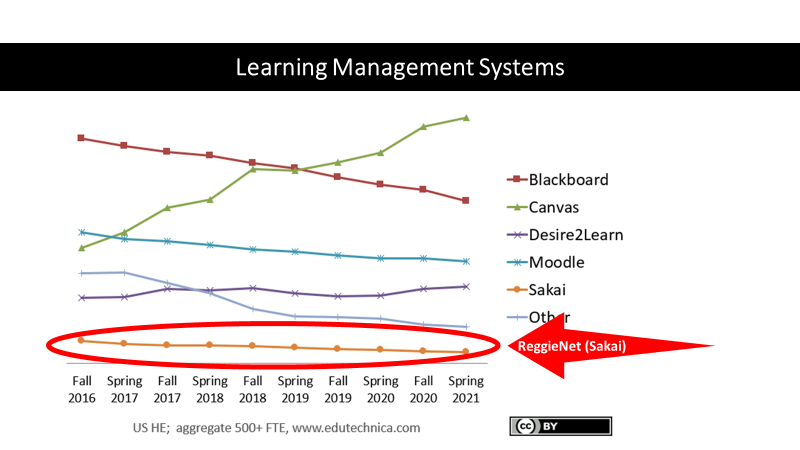 Learning Management Systems
Blackboard
Canvas
Desire2Learn
Moodle
Sakai
Other
ReggieNet (Sakai)
Fall Spring Fall Spring Fall Spring Fall Spring Fall Spring
2016 2017 2017 2018 2018 2019 2019 2020 2020 2021
US HE; aggregate 500+ FTE, www.edutechnica.com
cc BY